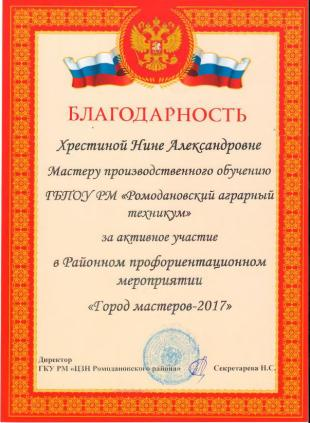 БЛАГОДАРНОСТЬ
Хрестиной Нине Александровне
Мастеру производственного обучению
ГБПОУ РМ «Ромодановский аграрный
техникум»
за активное участие
в Районном профориентационном
мероприятии
«Город мастеров-2017»
Директор
ГКУ РМ «ЦЗН Ромодановского района» Секретарева Н.С.